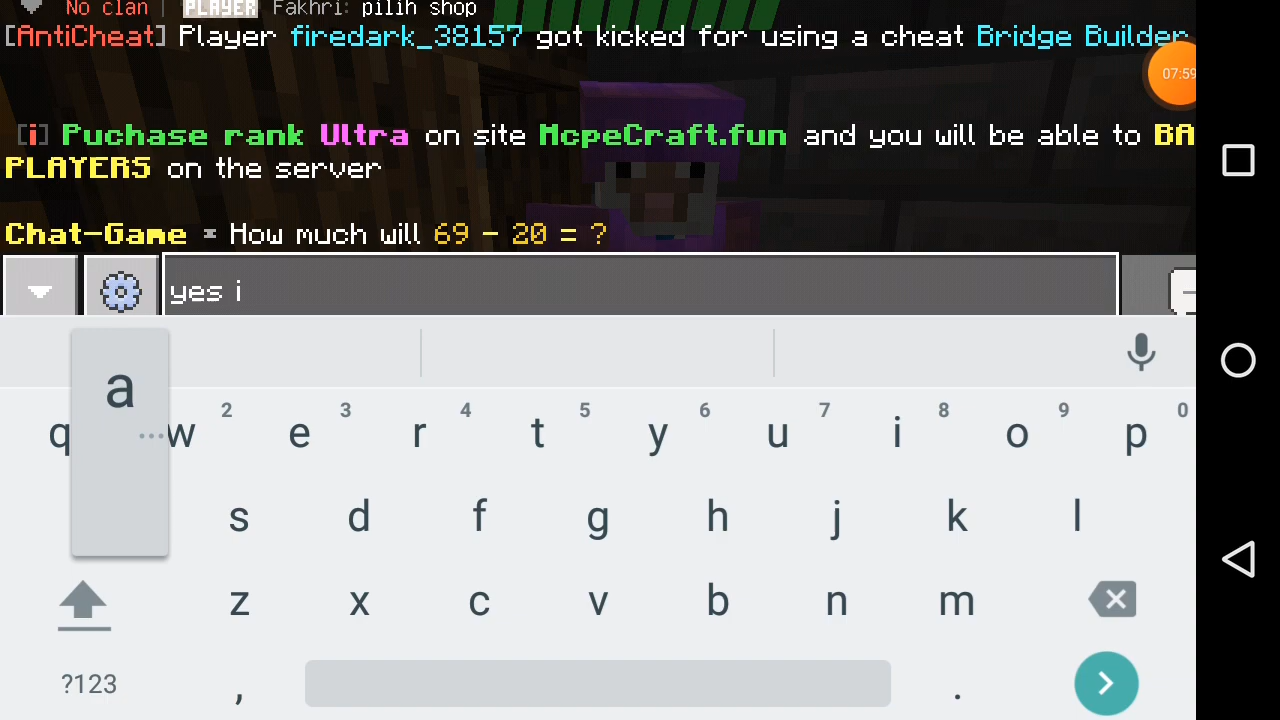 No clan | PLAYER Fakhri: pilih shop
[AntiCheat] Player firedark_38157 got kicked for using a cheat Bridge Builder
07:59
[i] Puchase rank Ultra on site McpeCraft.fun and you will be able to BA
PLAYERS on the server
Chat-Game = How much will 69 - 20 = ?
yes i
a
q w 2 e 3 r 4 t 5 y 6 u 7 i 8 o 9 p 0
s d f g h j k l
z x c v b n m
?123 , .